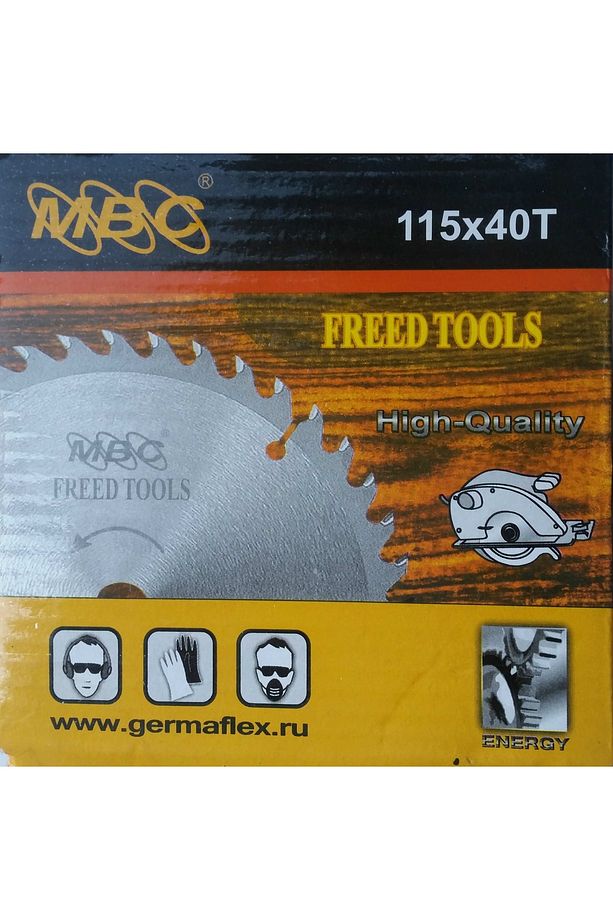 MBC®
115x40T
FREED TOOLS
High-Quality
MBC®
FREED TOOLS
www.germaflex.ru
ENERGY